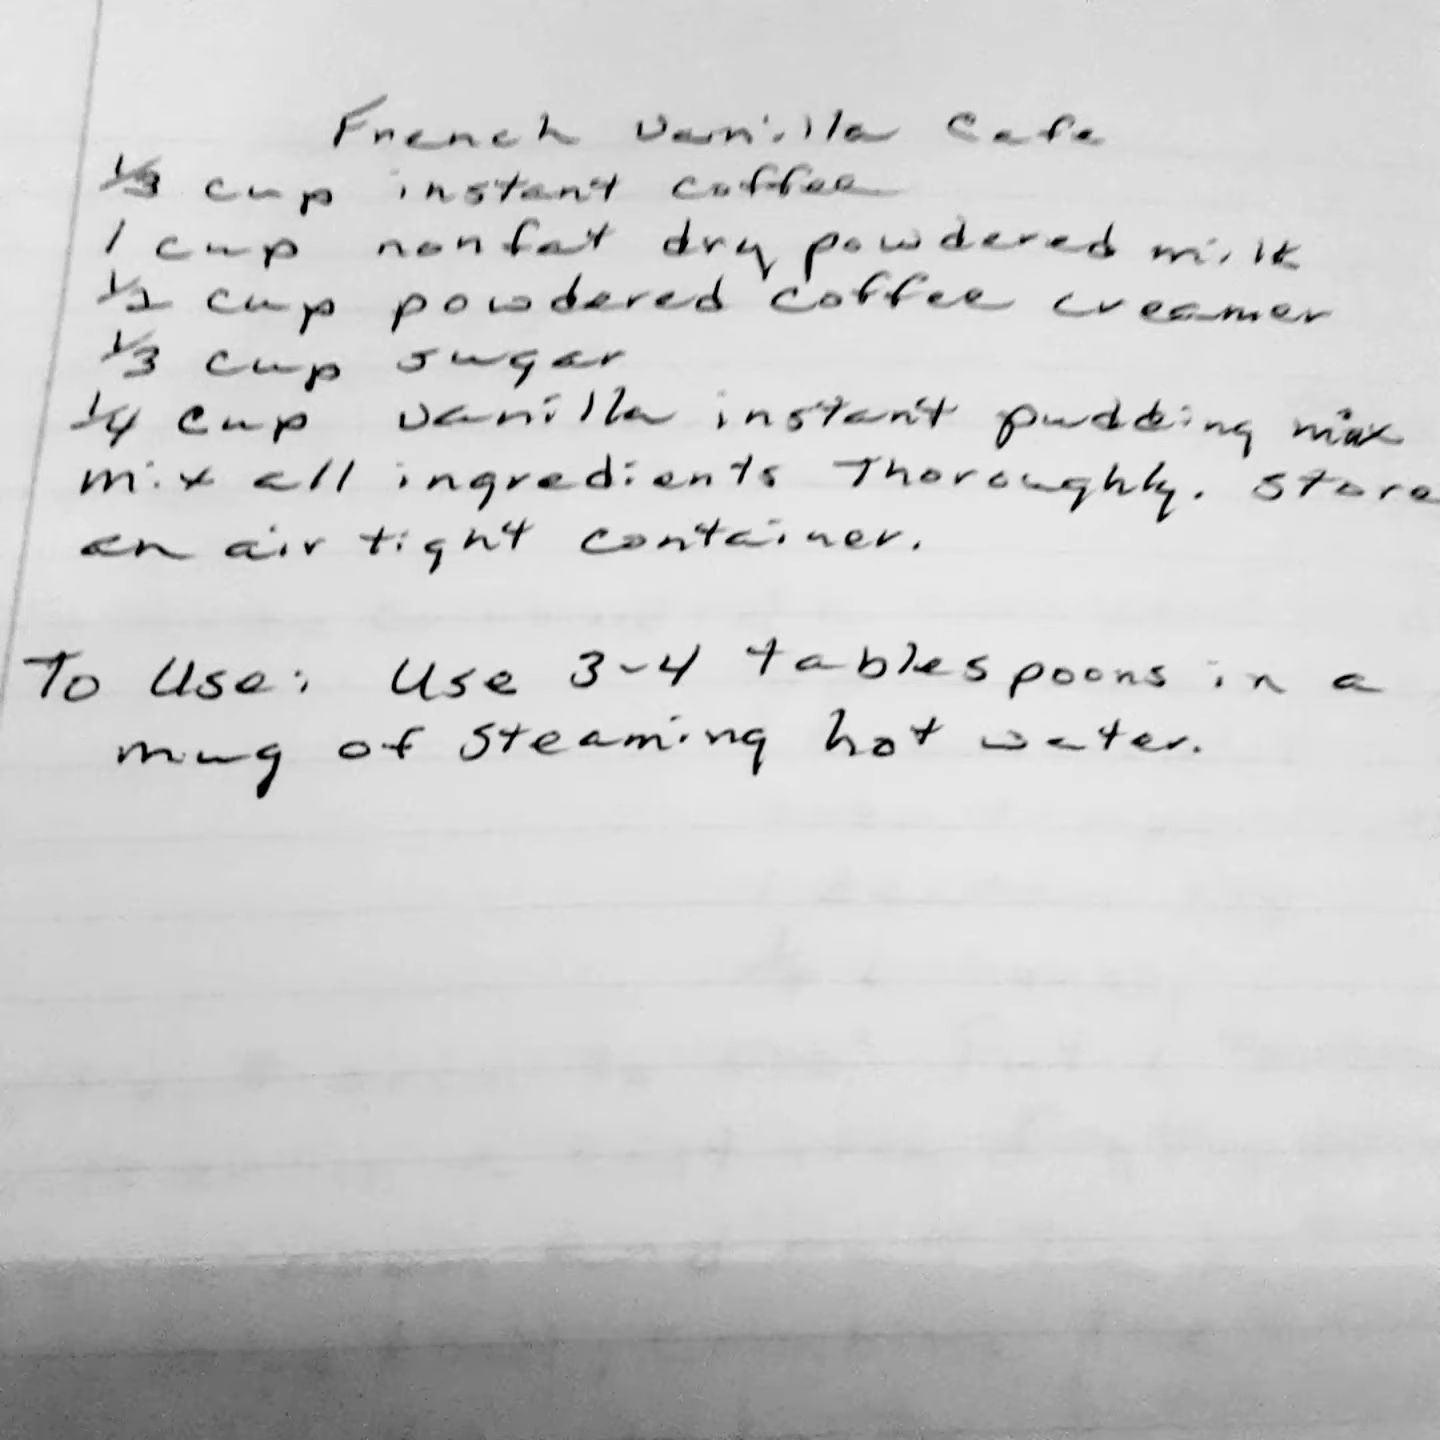 French Vanilla Cafe
1/3 cup instant coffee
1 cup nonfat dry powdered milk
1/2 cup powdered coffee creamer
1/3 cup sugar
1/4 cup vanilla instant pudding mix
mix all ingredients Thoroughly. Store
an air tight container.
To Use: Use 3-4 tablespoons in a
mug of steaming hot water.